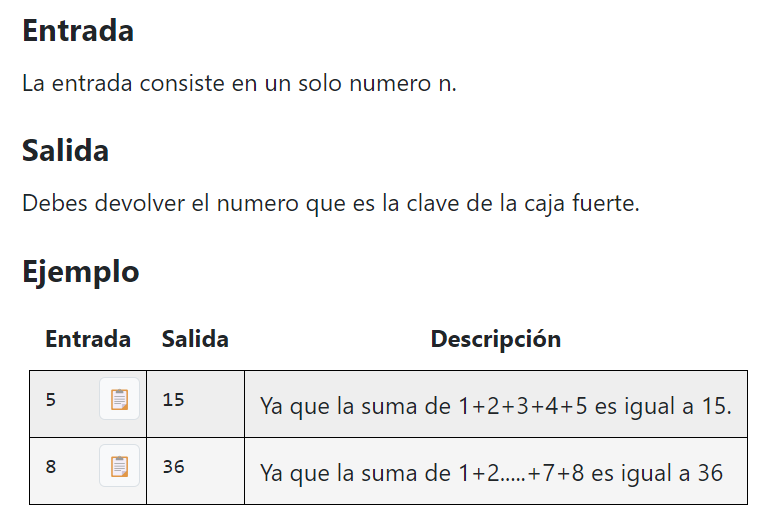 Entrada
La entrada consiste en un solo numero n.
Salida
Debes devolver el numero que es la clave de la caja fuerte.
Ejemplo
Entrada Salida Descripción
5 15 Ya que la suma de 1+2+3+4+5 es igual a 15.
8 36 Ya que la suma de 1+2.....+7+8 es igual a 36